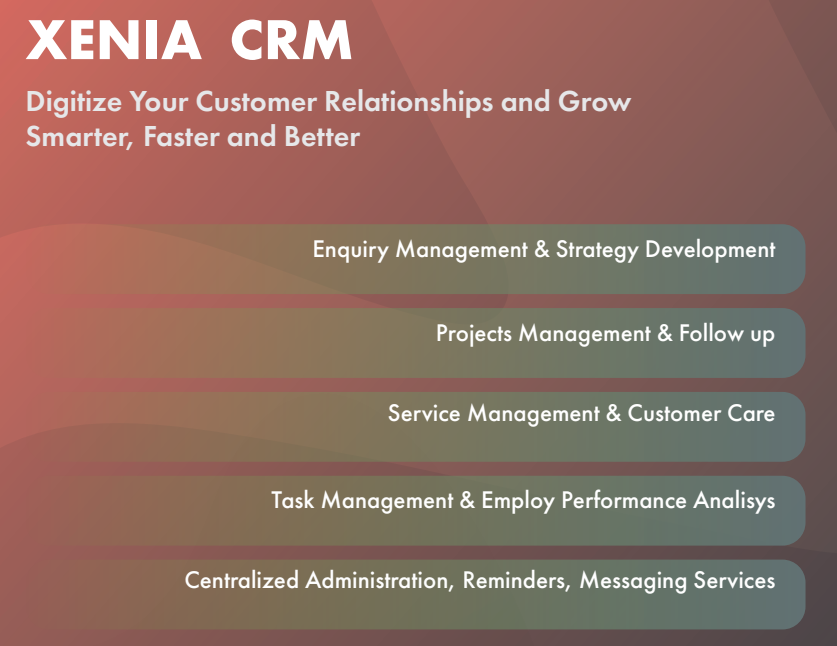 XENIA CRM
Digitize Your Customer Relationships and Grow
Smarter, Faster and Better
Enquiry Management & Strategy Development
Projects Management & Follow up
Service Management & Customer Care
Task Management & Employ Performance Analisys
Centralized Administration, Reminders, Messaging Services